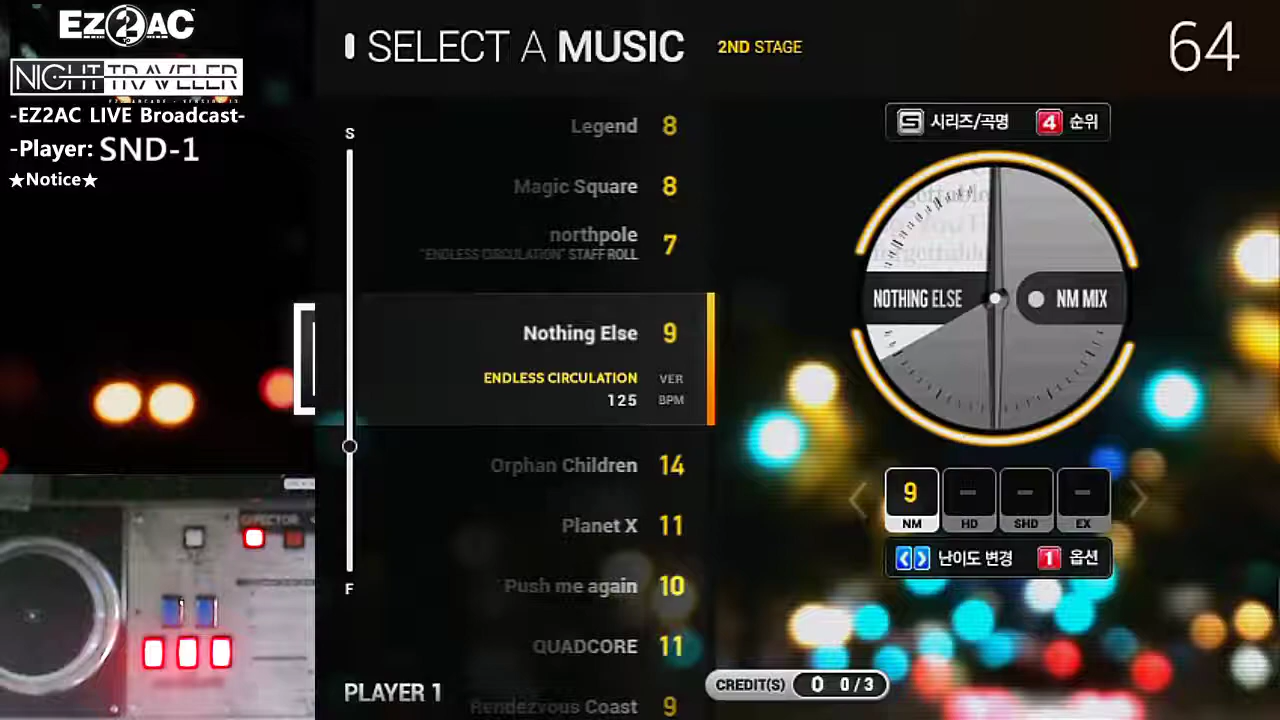 EZ2AC
NIGHT TRAVELER
-EZ2AC LIVE Broadcast-
-Player: SND-1
★Notice★
SELECT A MUSIC
2ND STAGE
64
S
F
Legend 8
Magic Square 8
northpole 7
"ENDLESS CIRCULATION" STAFF ROLL
Nothing Else 9
ENDLESS CIRCULATION VER
125 BPM
Orphan Children 14
Planet X 11
Push me again 10
QUADCORE 11
Rendezvous Coast 9
PLAYER 1
S 시리즈/곡명 4 순위
NOTHING ELSE
NM MIX
9 - - -
NM HD SHD EX
난이도 변경 1 옵션
CREDIT(S) 0 0/3